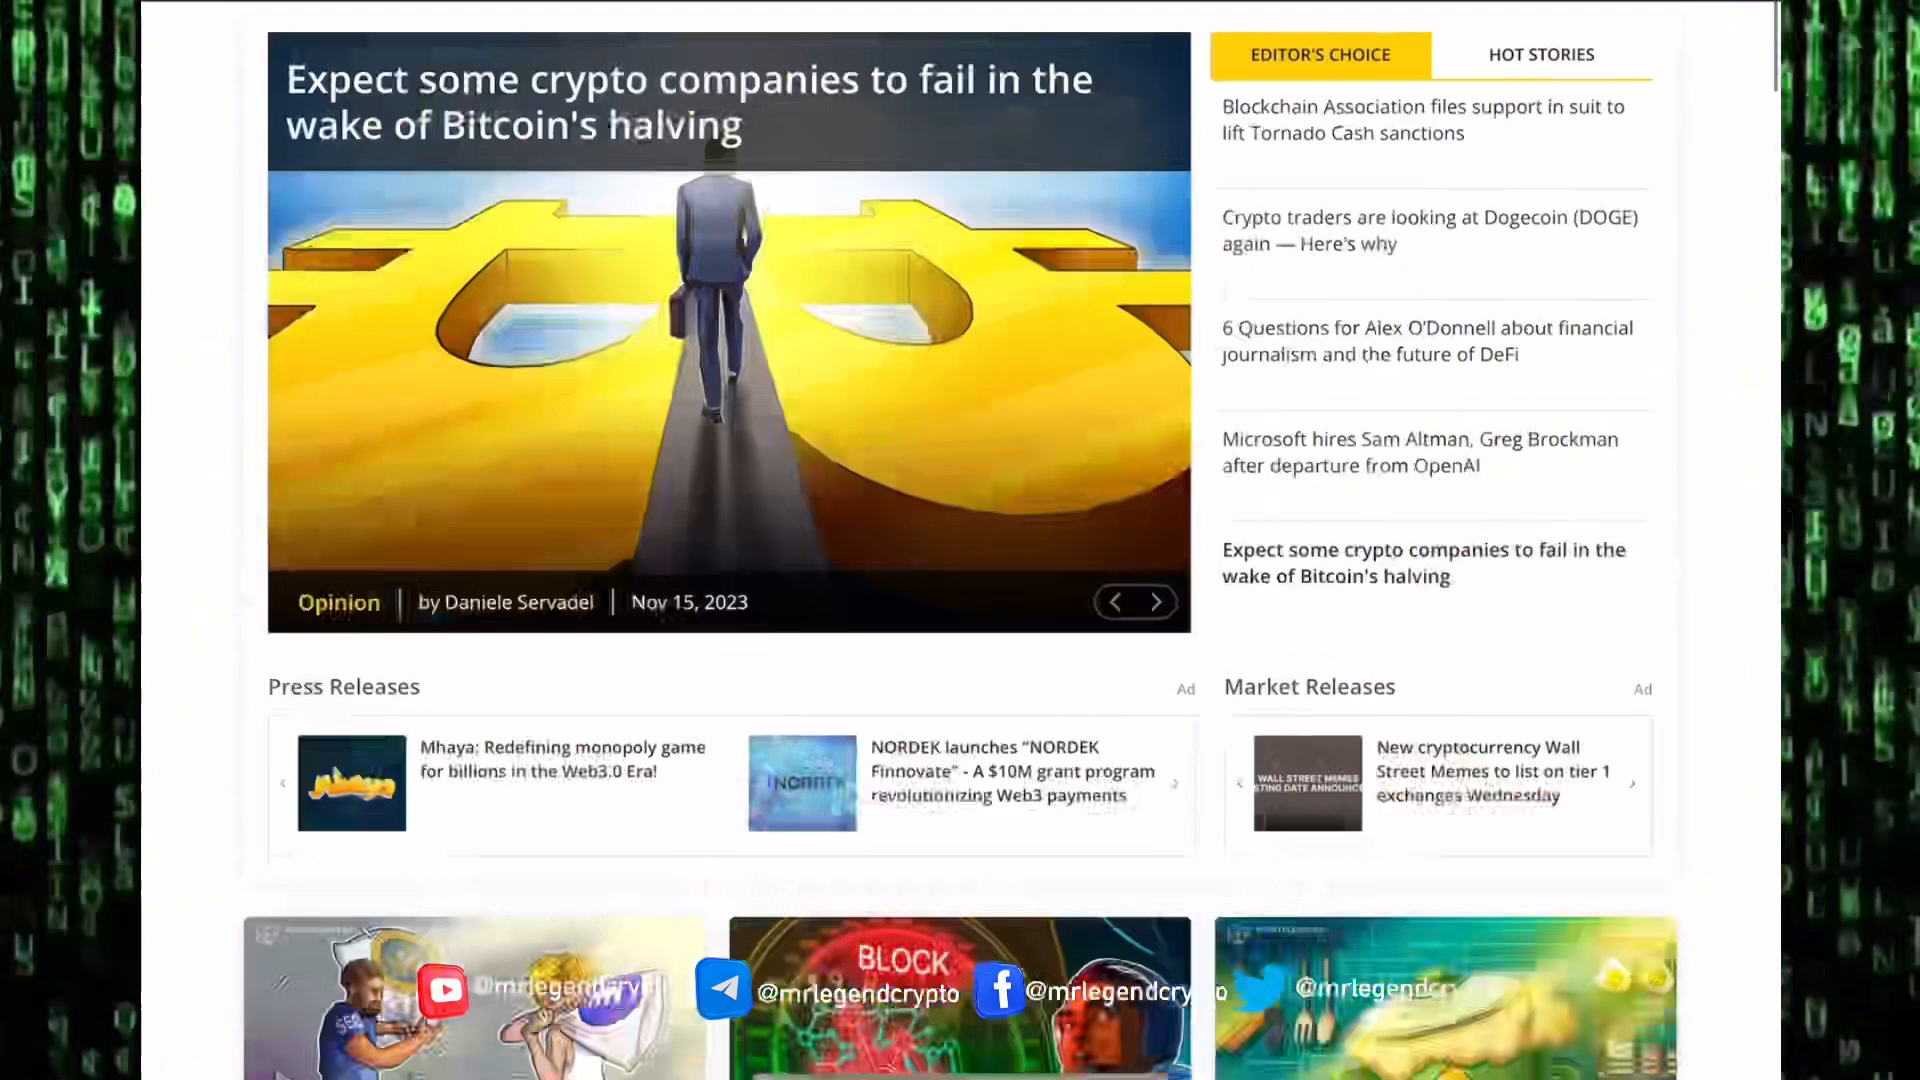 Expect some crypto companies to fail in the
wake of Bitcoin's halving
Opinion | by Daniele Servadel | Nov 15, 2023
EDITOR'S CHOICE
HOT STORIES
Blockchain Association files support in suit to
lift Tornado Cash sanctions
Crypto traders are looking at Dogecoin (DOGE)
again — Here's why
6 Questions for Alex O'Donnell about financial
journalism and the future of DeFi
Microsoft hires Sam Altman, Greg Brockman
after departure from OpenAI
Expect some crypto companies to fail in the
wake of Bitcoin's halving
Press Releases
Ad
Mhaya: Redefining monopoly game
for billions in the Web3.0 Era!
NORDEK launches "NORDEK
Finnovate" - A $10M grant program
revolutionizing Web3 payments
Market Releases
Ad
WALL STREET MEMES
New cryptocurrency Wall
Street Memes to list on tier 1
exchanges Wednesday
BLOCK
@mrlegendcrypto